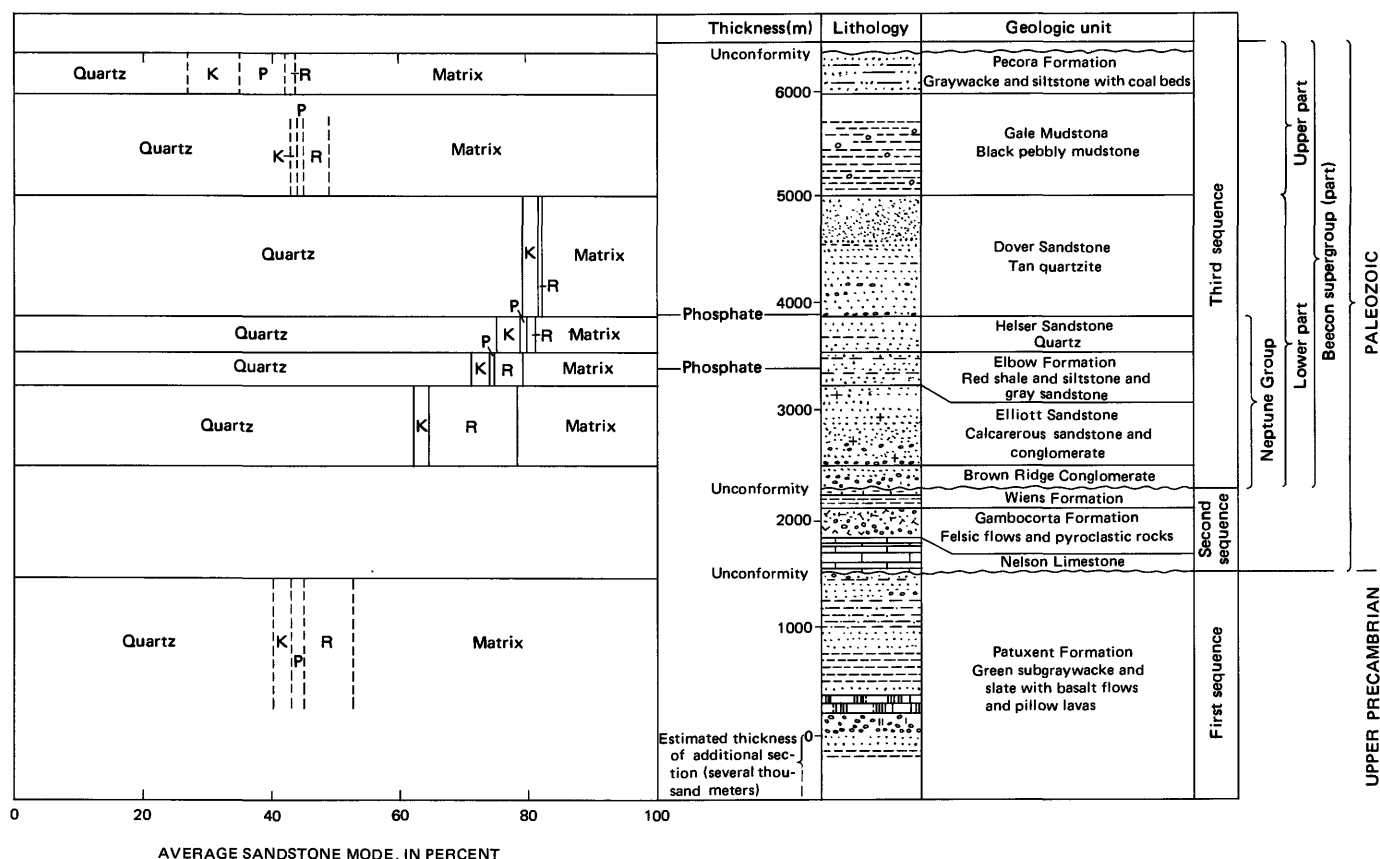 Thickness(m) Lithology Geologic unit
Unconformity
Quartz K P R Matrix
Pecora Formation
Graywacke and siltstone with coal beds
6000
P
Quartz K R Matrix
Gale Mudstona
Black pebbly mudstone
5000
Quartz K R Matrix
Dover Sandstone
Tan quartzite
4000
Phosphate
P
Quartz K R Matrix
Helser Sandstone
Quartz
P
Quartz K R Matrix
Phosphate
Elbow Formation
Red shale and siltstone and
gray sandstone
3000
Quartz K R Matrix
Elliott Sandstone
Calcarerous sandstone and
conglomerate
Brown Ridge Conglomerate
Unconformity
Wiens Formation
2000
Gambocorta Formation
Felsic flows and pyroclastic rocks
Nelson Limestone
Unconformity
1000
Quartz K P R Matrix
Patuxent Formation
Green subgraywacke and
slate with basalt flows
and pillow lavas
0
Estimated thickness
of additional sec-
tion (several thou-
sand meters)
Third sequence
Second
sequence
First sequence
Neptune Group
Upper part
Lower part
Beecon supergroup (part)
PALEOZOIC
UPPER PRECAMBRIAN
0 20 40 60 80 100
AVERAGE SANDSTONE MODE, IN PERCENT